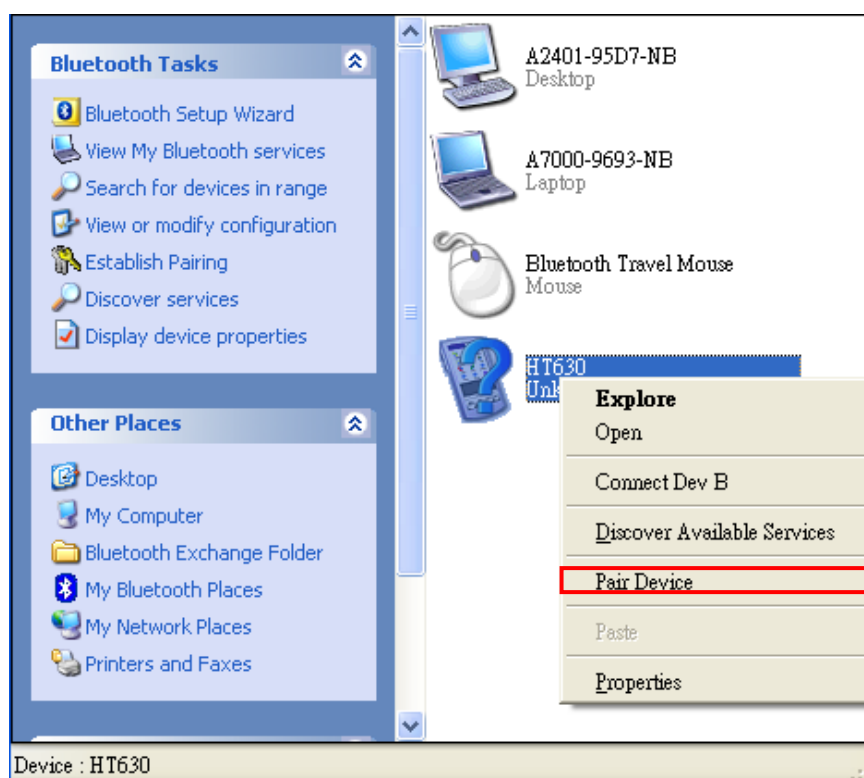 Bluetooth Tasks
Bluetooth Setup Wizard
View My Bluetooth services
Search for devices in range
View or modify configuration
Establish Pairing
Discover services
Display device properties
Other Places
Desktop
My Computer
Bluetooth Exchange Folder
My Bluetooth Places
My Network Places
Printers and Faxes
A2401-95D7-NB
Desktop
A7000-9693-NB
Laptop
Bluetooth Travel Mouse
Mouse
HT630
Unk
Explore
Open
Connect Dev B
Discover Available Services
Pair Device
Paste
Properties
Device : HT630